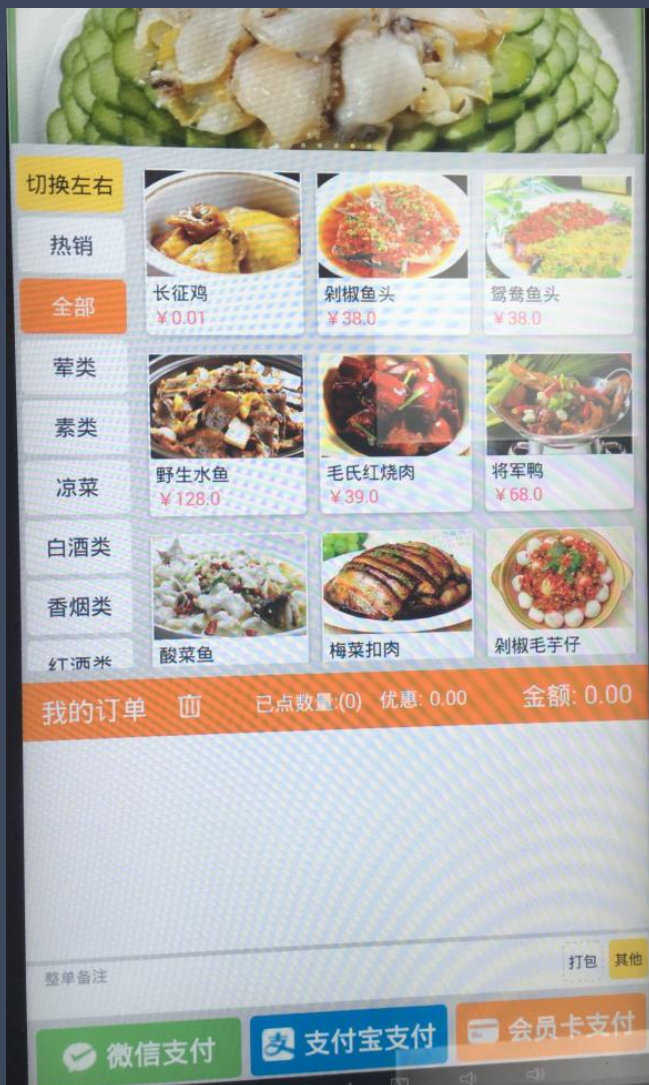 切换左右
热销
全部
荤类
素类
凉菜
白酒类
香烟类
红酒类
长征鸡
￥0.01
剁椒鱼头
￥38.0
鸳鸯鱼头
￥38.0
野生水鱼
￥128.0
毛氏红烧肉
￥39.0
将军鸭
￥68.0
酸菜鱼
梅菜扣肉
剁椒毛芋仔
我的订单 已点数量:(0) 优惠: 0.00 金额: 0.00
整单备注 打包 其他
微信支付 支付宝支付 会员卡支付